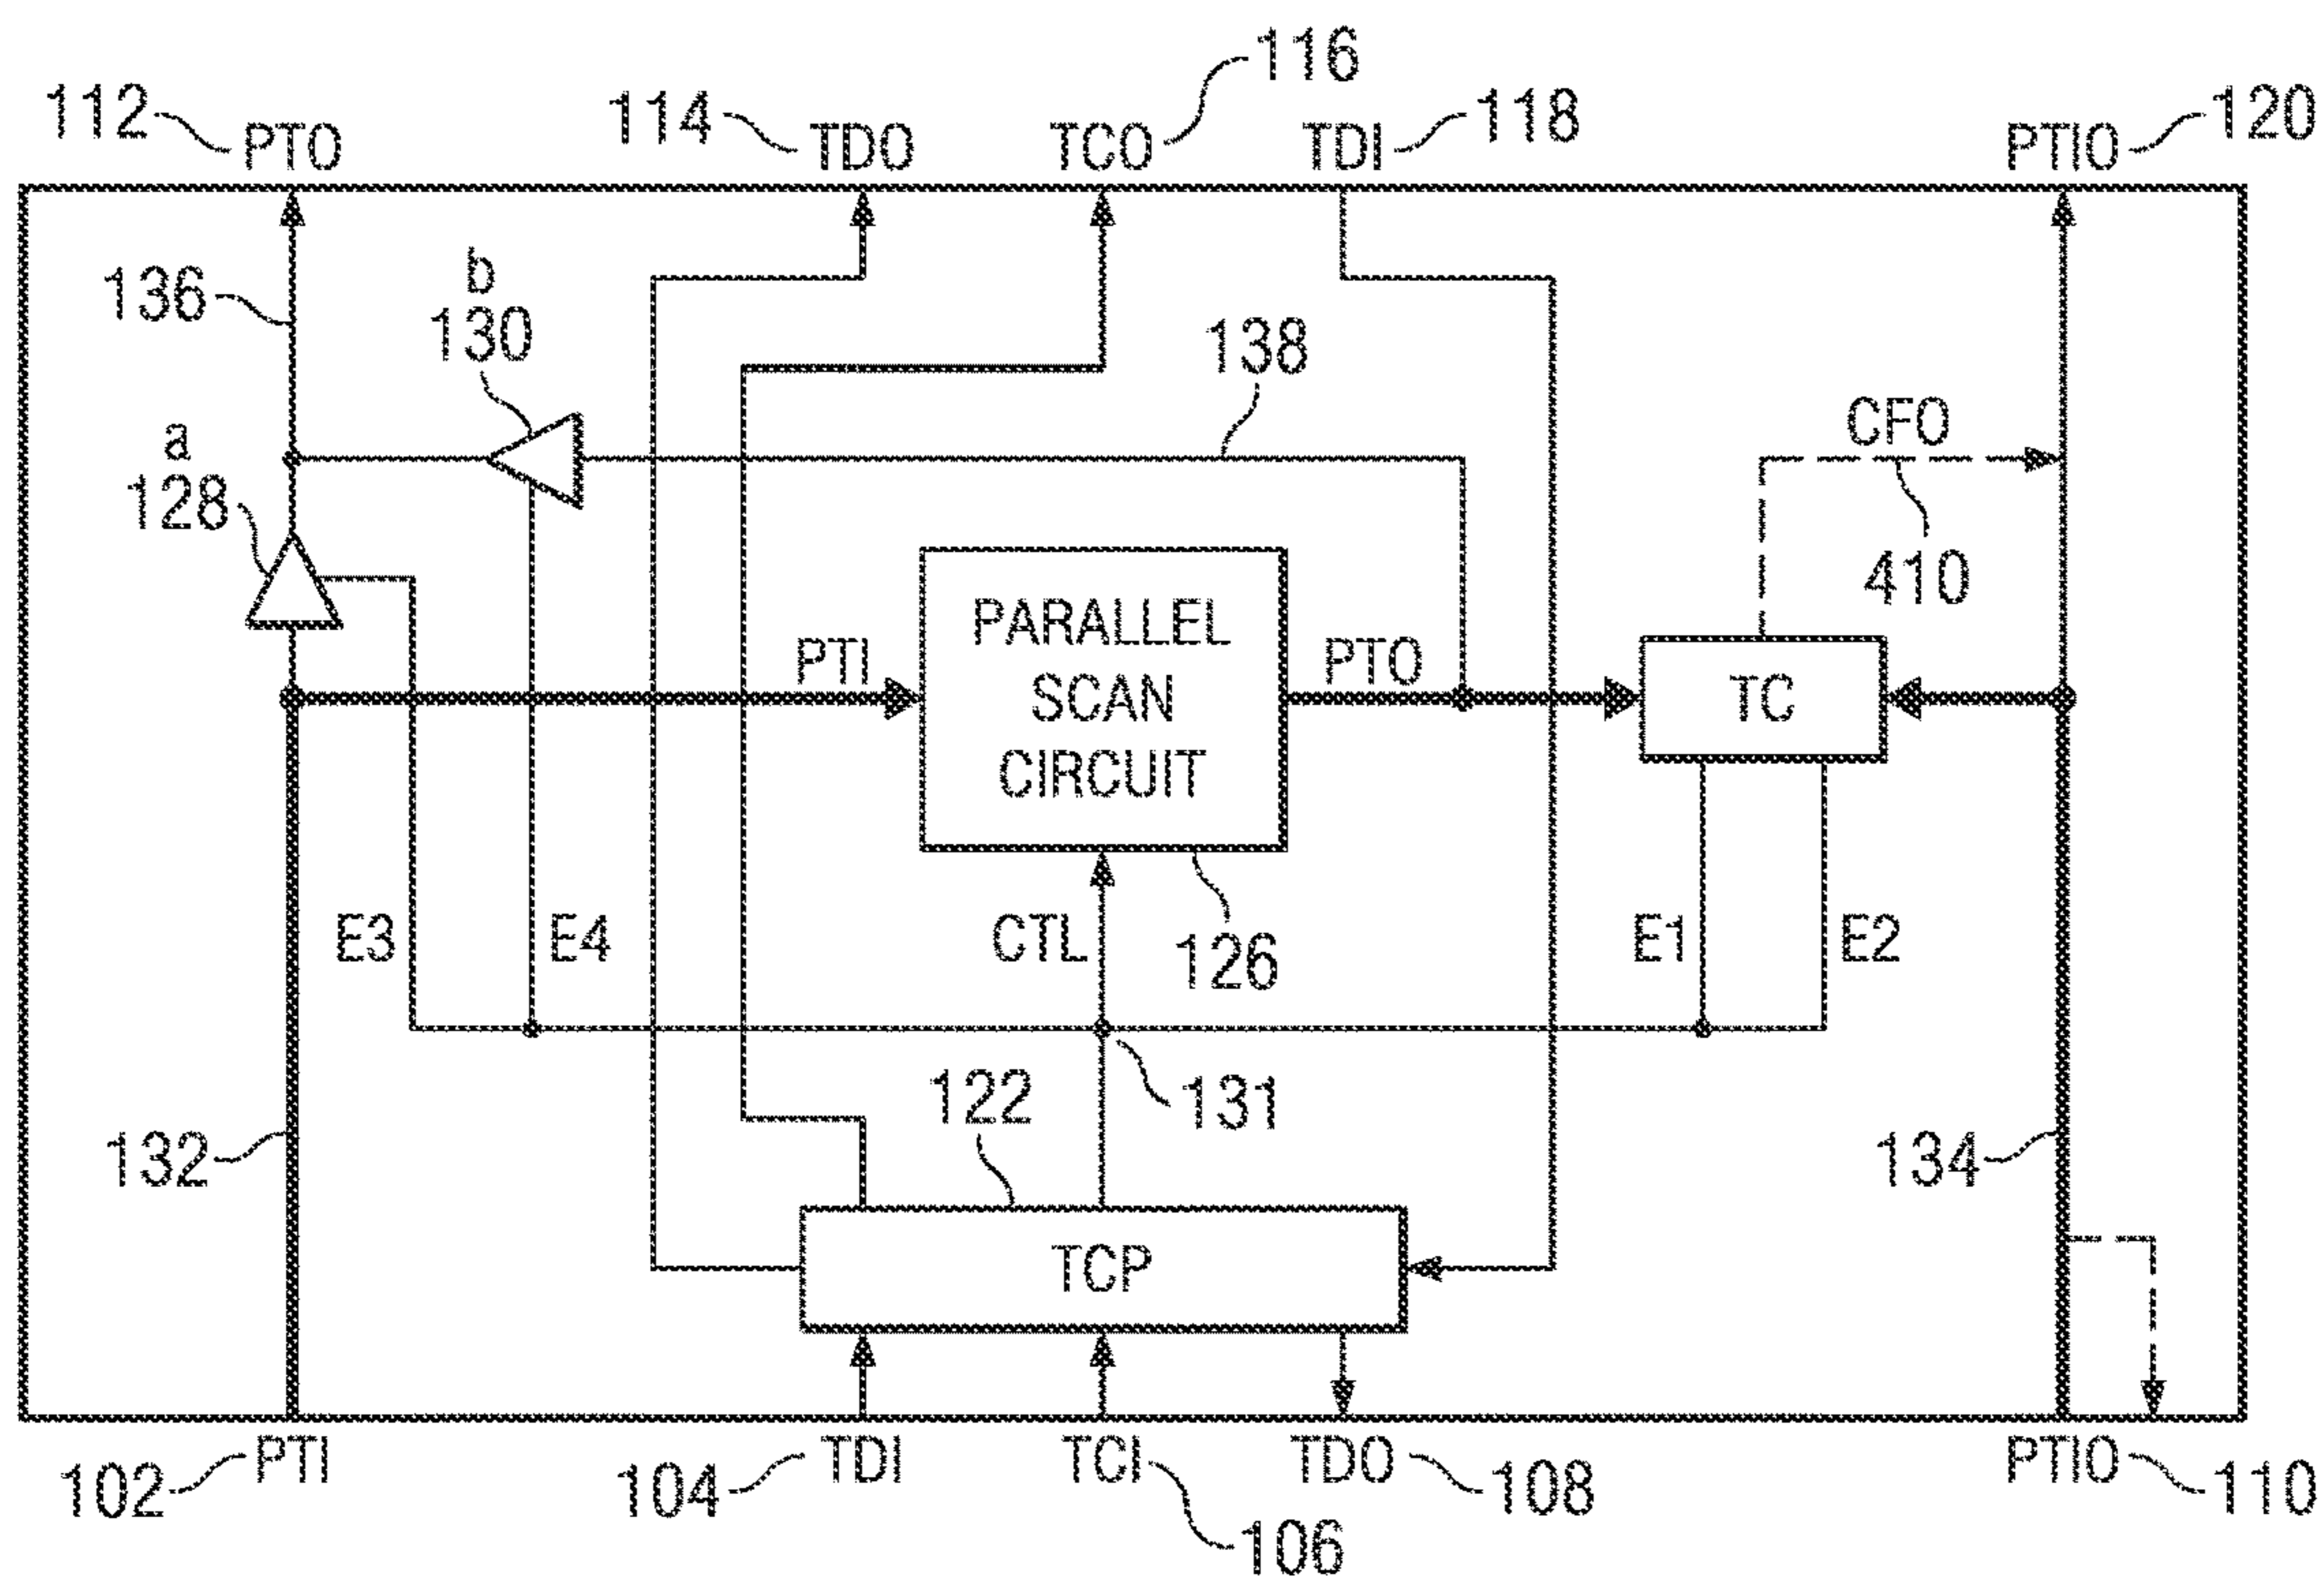 116
112 PTO 114 TDO TCO TDI 118 PTIO 120
b
136 130 138
a CFO
128 410
PARALLEL
PTI SCAN PTO TC
CIRCUIT
E3 E4 CTL 126 E1 E2
122 131
132 134
TCP
102 PTI 104 TDI TCI TDO 108 PTIO 110
106